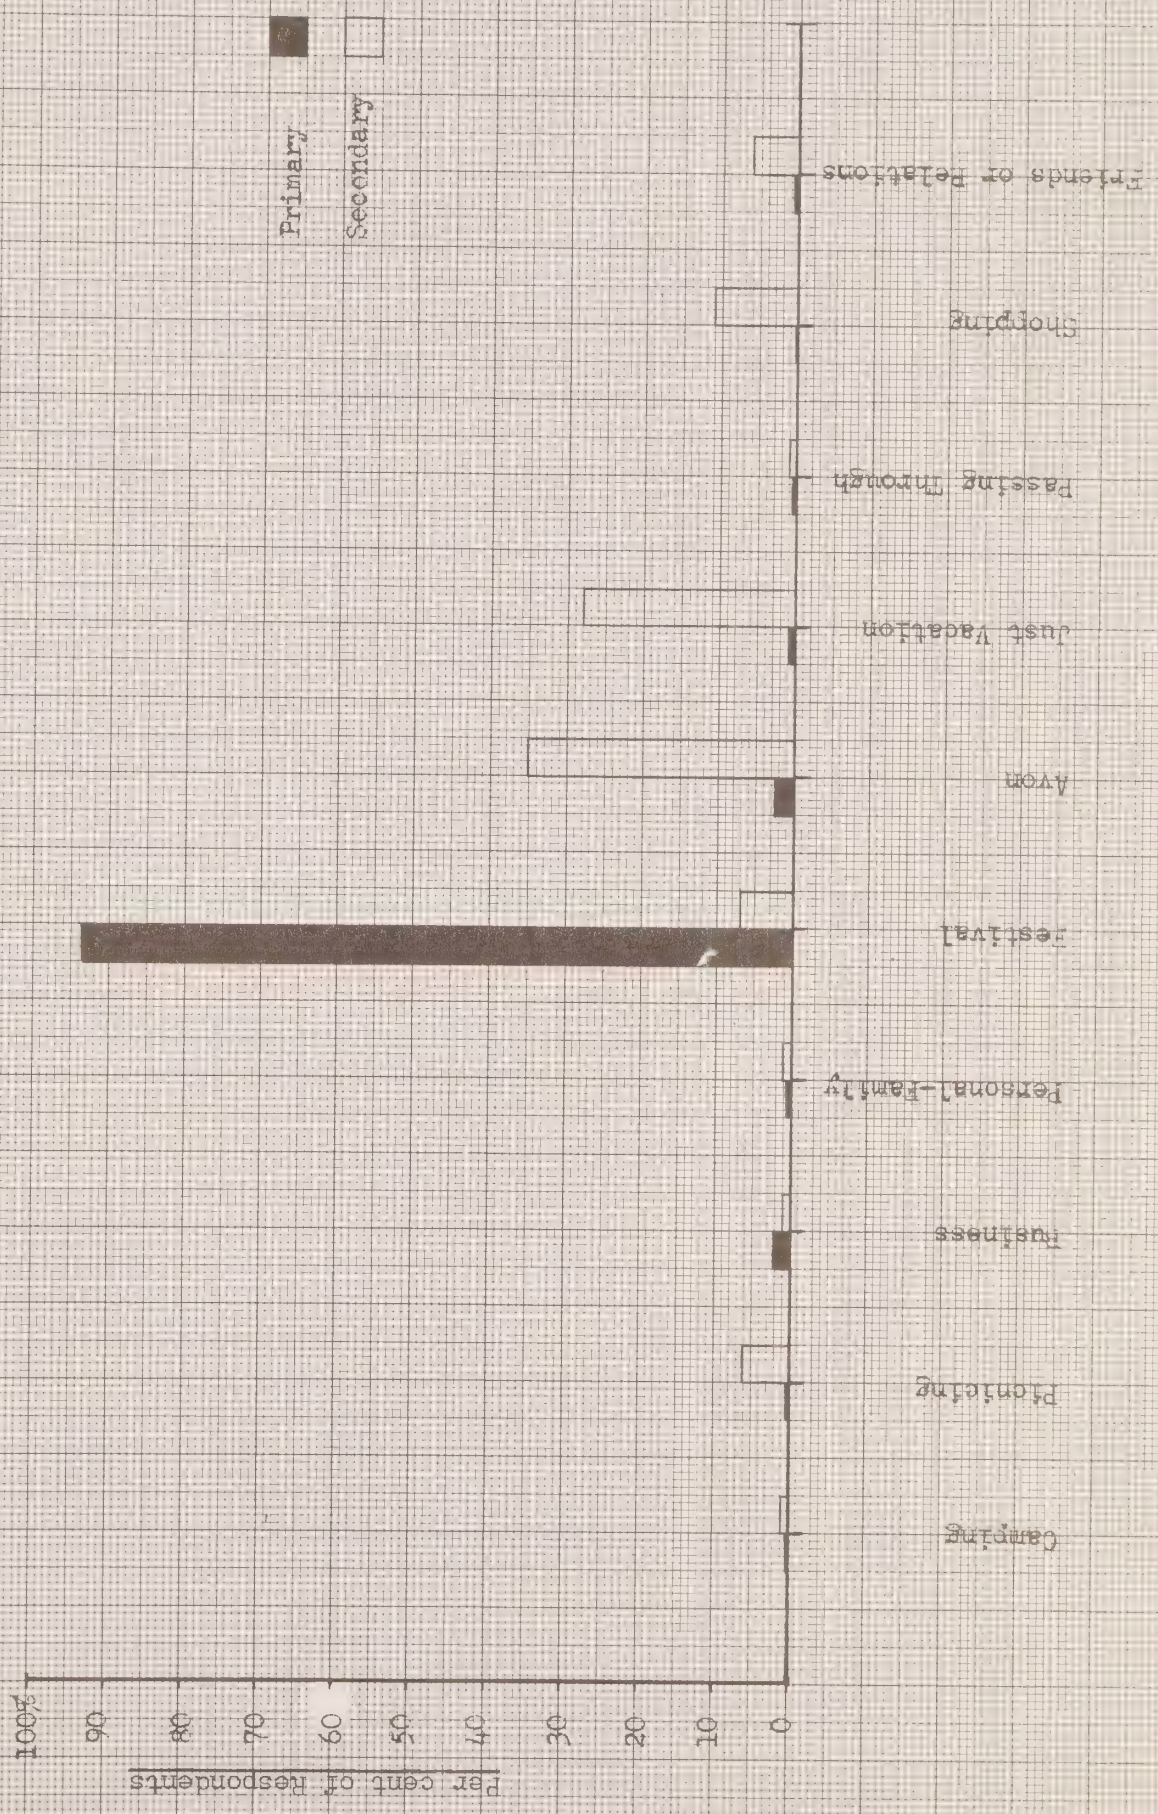 Primary
Secondary
Per cent of Respondents
100%
90
80
70
60
50
40
30
20
10
0
Camping
Picnicing
Business
Personal-Family
Festival
Avon
Just Vacation
Passing Through
Shopping
Friends or Relations